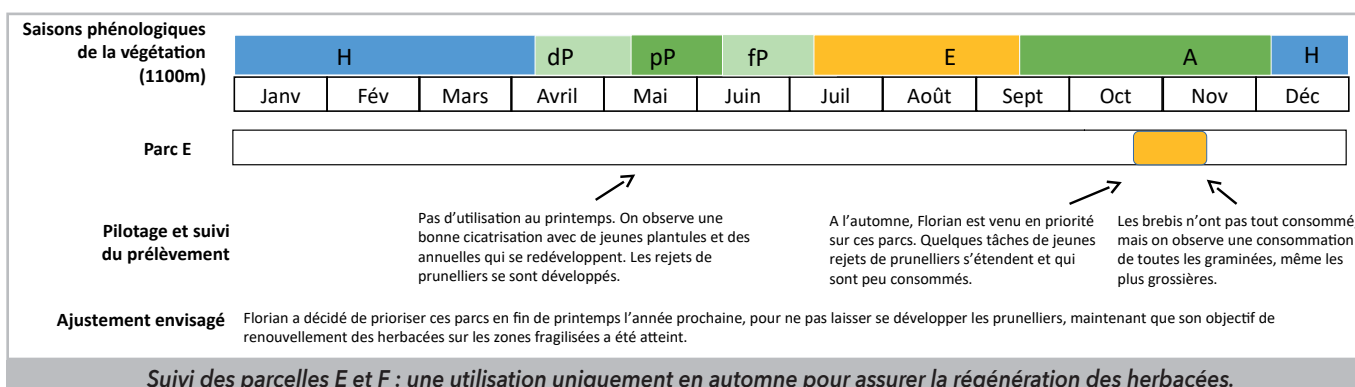 Saisons phénologiques
de la végétation
(1100m)
H dP pP fP E A H
Janv Fév Mars Avril Mai Juin Juil Août Sept Oct Nov Déc
Parc E
Pilotage et suivi
du prélèvement
Pas d'utilisation au printemps. On observe une
bonne cicatrisation avec de jeunes plantules et des
annuelles qui se redéveloppent. Les rejets de
prunelliers se sont développés.
A l'automne, Florian est venu en priorité
sur ces parcs. Quelques tâches de jeunes
rejets de prunelliers s'étendent et qui
sont peu consommés.
Les brebis n'ont pas tout consommé,
mais on observe une consommation
de toutes les graminées, même les
plus grossières.
Ajustement envisagé
Florian a décidé de prioriser ces parcs en fin de printemps l'année prochaine, pour ne pas laisser se développer les prunelliers, maintenant que son objectif de
renouvellement des herbacées sur les zones fragilisées a été atteint.
Suivi des parcelles E et F : une utilisation uniquement en automne pour assurer la régénération des herbacées.